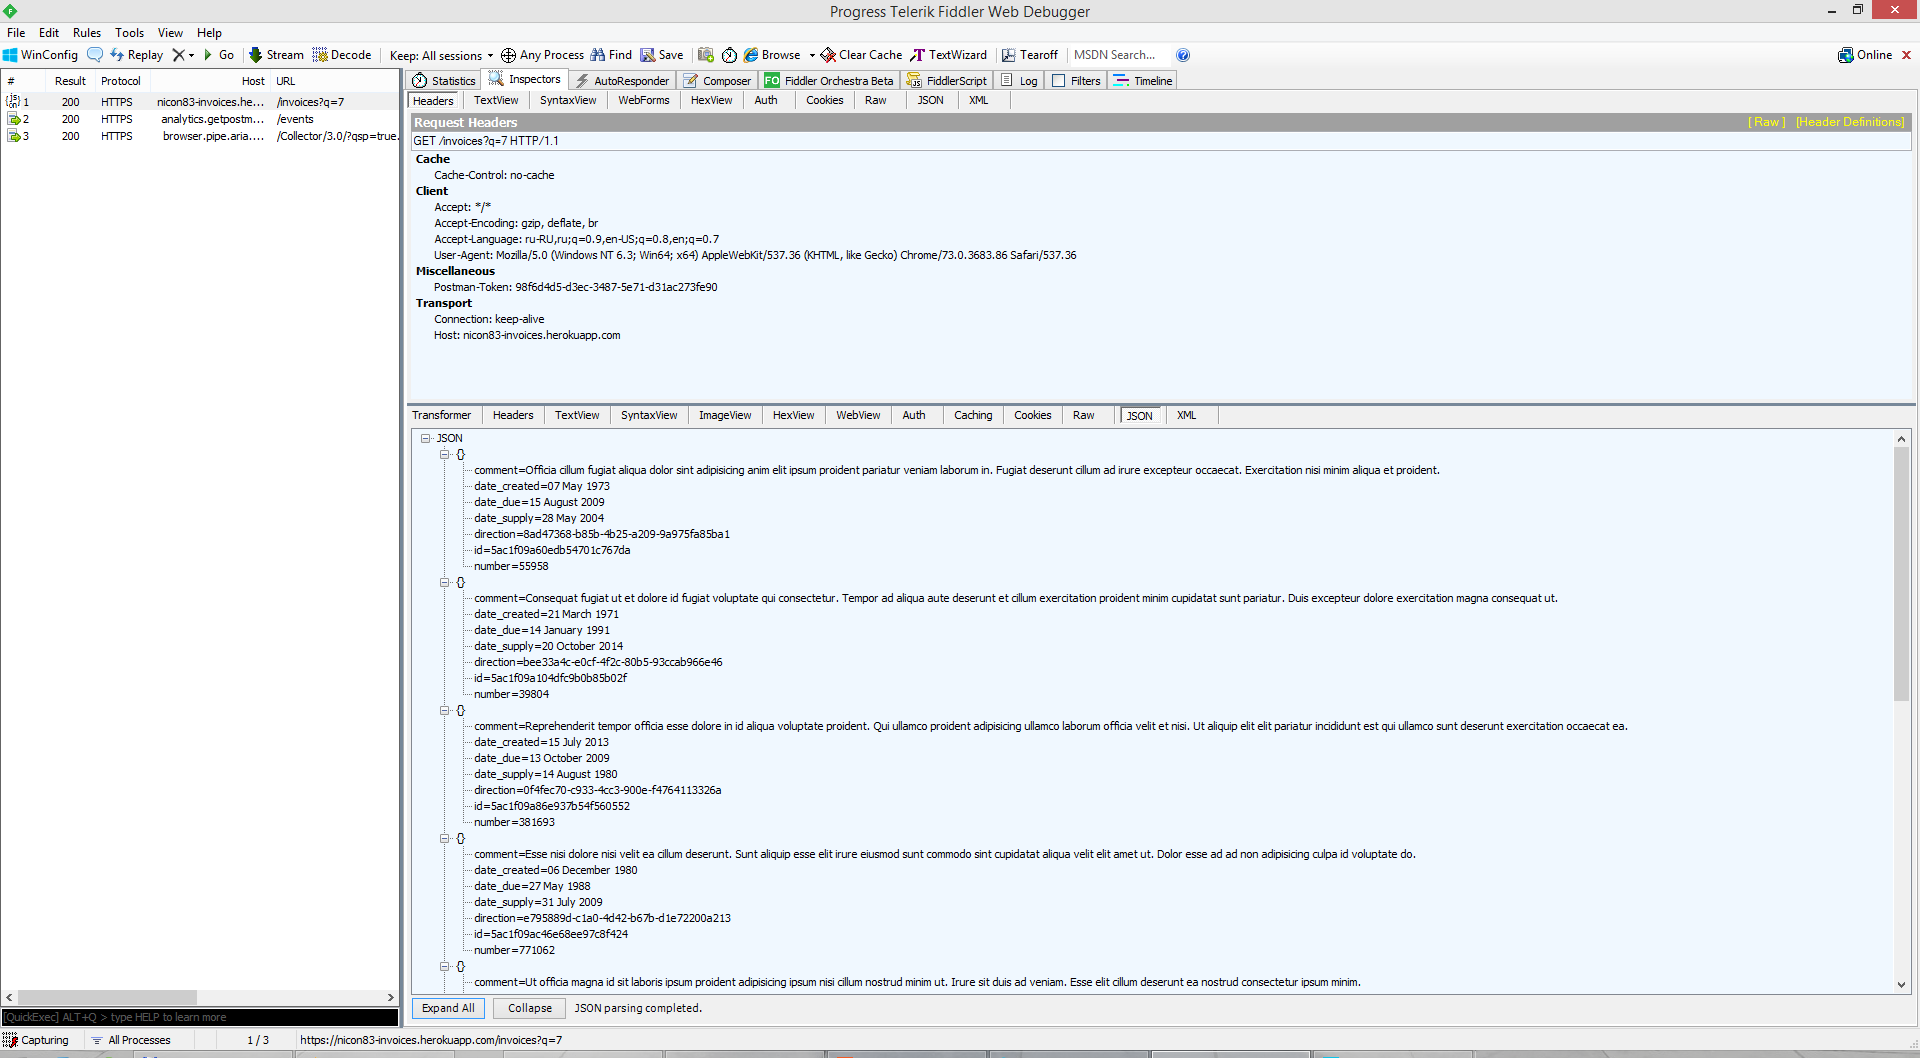 Progress Telerik Fiddler Web Debugger
File Edit Rules Tools View Help
WinConfig Replay Go Stream Decode Keep: All sessions Any Process Find Save Browse Clear Cache TextWizard Tearoff MSDN Search... Online
# Result Protocol Host URL
1 200 HTTPS nicon83-invoices.he... /invoices?q=7
2 200 HTTPS analytics.getpostm... /events
3 200 HTTPS browser.pipe.aria.... /Collector/3.0/?qsp=true.
[QuickExec] ALT+Q > type HELP to learn more
Statistics Inspectors AutoResponder Composer FO Fiddler Orchestra Beta FiddlerScript Log Filters Timeline
Headers TextView SyntaxView WebForms HexView Auth Cookies Raw JSON XML
Request Headers [ Raw ] [Header Definitions]
GET /invoices?q=7 HTTP/1.1
Cache
Cache-Control: no-cache
Client
Accept: */*
Accept-Encoding: gzip, deflate, br
Accept-Language: ru-RU,ru;q=0.9,en-US;q=0.8,en;q=0.7
User-Agent: Mozilla/5.0 (Windows NT 6.3; Win64; x64) AppleWebKit/537.36 (KHTML, like Gecko) Chrome/73.0.3683.86 Safari/537.36
Miscellaneous
Postman-Token: 98f6d4d5-d3ec-3487-5e71-d31ac273fe90
Transport
Connection: keep-alive
Host: nicon83-invoices.herokuapp.com
Transformer Headers TextView SyntaxView ImageView HexView WebView Auth Caching Cookies Raw JSON XML
JSON
{}
comment=Officia cillum fugiat aliqua dolor sint adipisicing anim elit ipsum proident pariatur veniam laborum in. Fugiat deserunt cillum ad irure excepteur occaecat. Exercitation nisi minim aliqua et proident.
date_created=07 May 1973
date_due=15 August 2009
date_supply=28 May 2004
direction=8ad47368-b85b-4b25-a209-9a975fa85ba1
id=5ac1f09a60edb54701c767da
number=55958
{}
comment=Consequat fugiat ut et dolore id fugiat voluptate qui consectetur. Tempor ad aliqua aute deserunt et cillum exercitation proident minim cupidatat sunt pariatur. Duis excepteur dolore exercitation magna consequat ut.
date_created=21 March 1971
date_due=14 January 1991
date_supply=20 October 2014
direction=bee33a4c-e0cf-4f2c-80b5-93ccab966e46
id=5ac1f09a104dfc9b0b85b02f
number=39804
{}
comment=Reprehenderit tempor officia esse dolore in id aliqua voluptate proident. Qui ullamco proident adipisicing ullamco laborum officia velit et nisi. Ut aliquip elit elit pariatur incididunt est qui ullamco sunt deserunt exercitation occaecat ea.
date_created=15 July 2013
date_due=13 October 2009
date_supply=14 August 1980
direction=0f4fec70-c933-4cc3-900e-f4764113326a
id=5ac1f09a86e937b54f560552
number=381693
{}
comment=Esse nisi dolore nisi velit ea cillum deserunt. Sunt aliquip esse elit irure eiusmod sunt commodo sint cupidatat aliqua velit elit amet ut. Dolor esse ad ad non adipisicing culpa id voluptate do.
date_created=06 December 1980
date_due=27 May 1988
date_supply=31 July 2009
direction=e795889d-c1a0-4d42-b67b-d1e72200a213
id=5ac1f09ac46e68ee97c8f424
number=771062
{}
comment=Ut officia magna id sit laboris ipsum proident adipisicing ipsum nisi cillum nostrud minim ut. Irure sit duis ad veniam. Esse elit cillum deserunt ea nostrud consectetur ipsum minim.
Expand All Collapse JSON parsing completed.
Capturing All Processes 1 / 3 https://nicon83-invoices.herokuapp.com/invoices?q=7